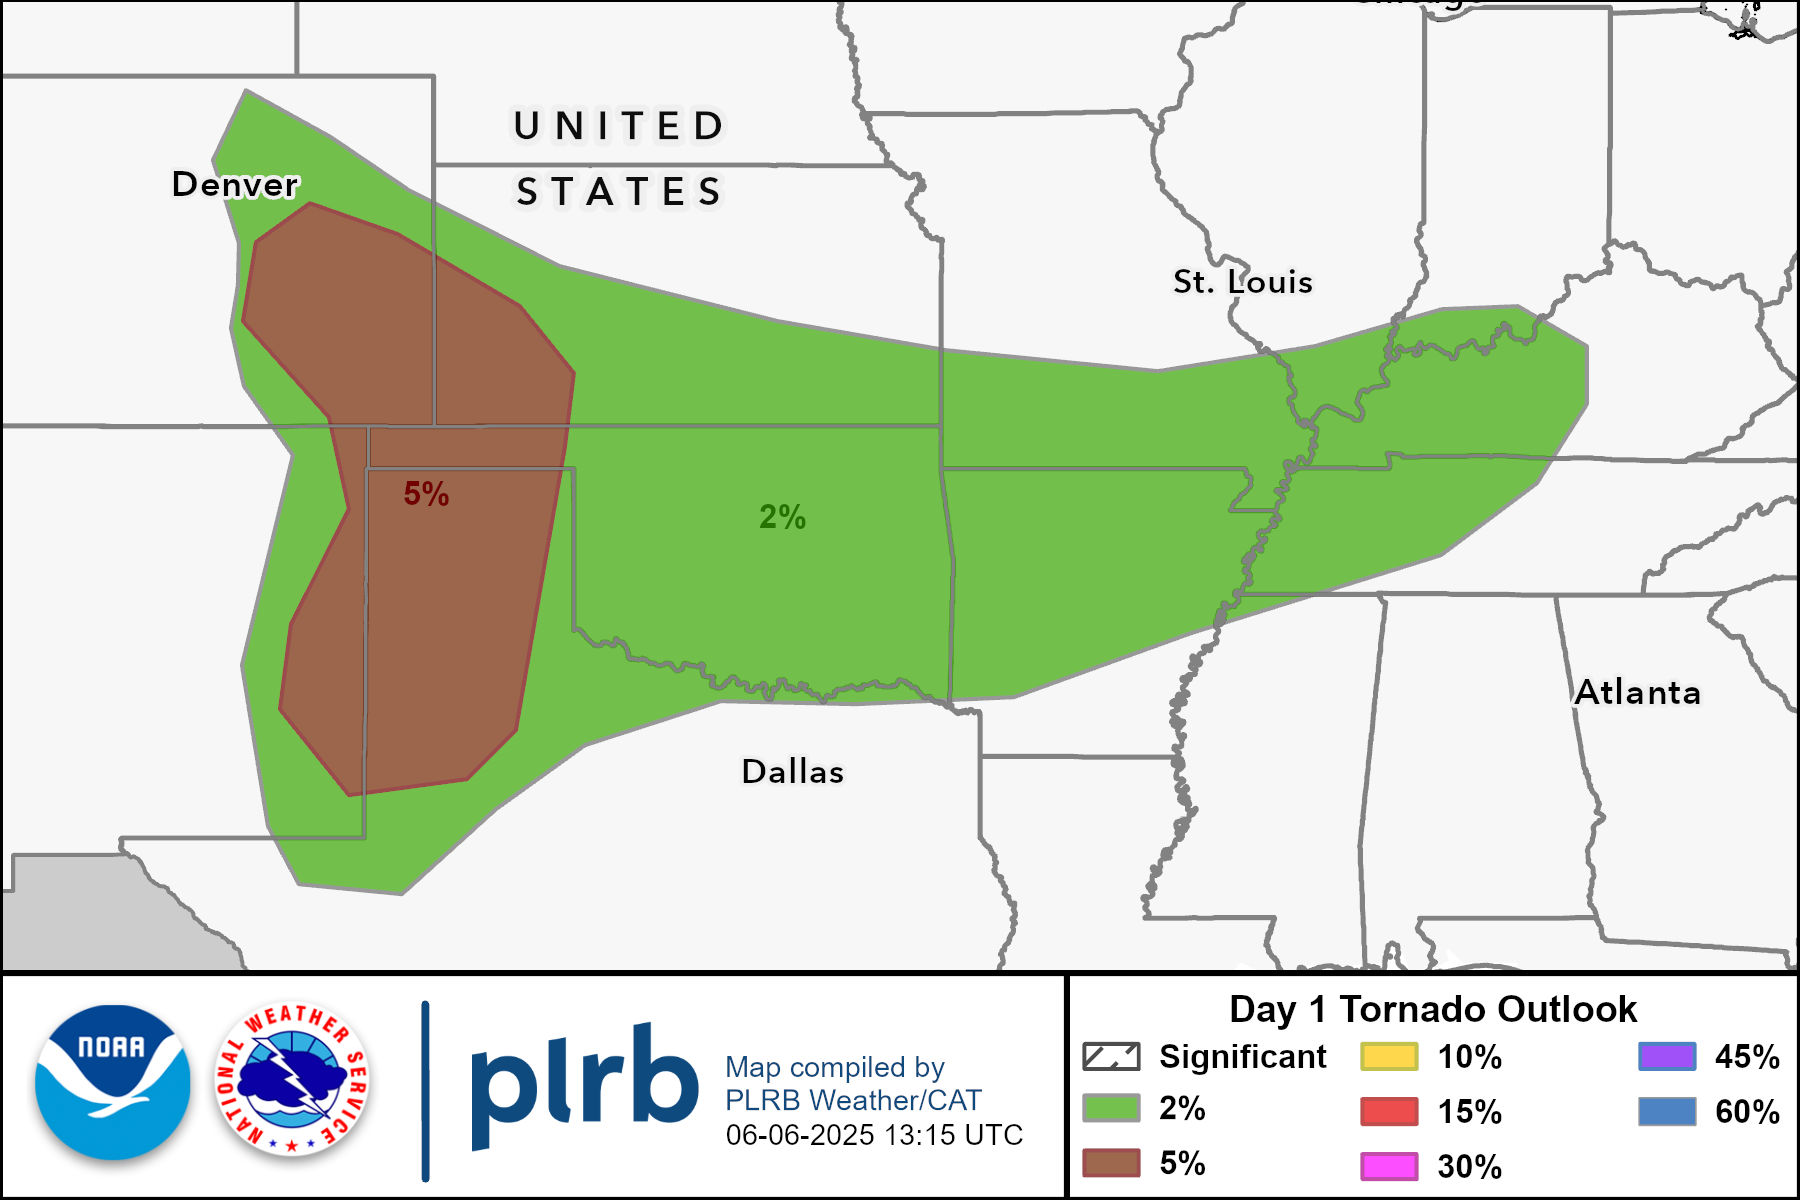 UNITED
STATES
Denver
St. Louis
5%
2%
Atlanta
Dallas
NOAA
NATIONAL WEATHER SERVICE
plrb
Map compiled by
PLRB Weather/CAT
06-06-2025 13:15 UTC
Day 1 Tornado Outlook
Significant
2%
5%
10%
15%
30%
45%
60%